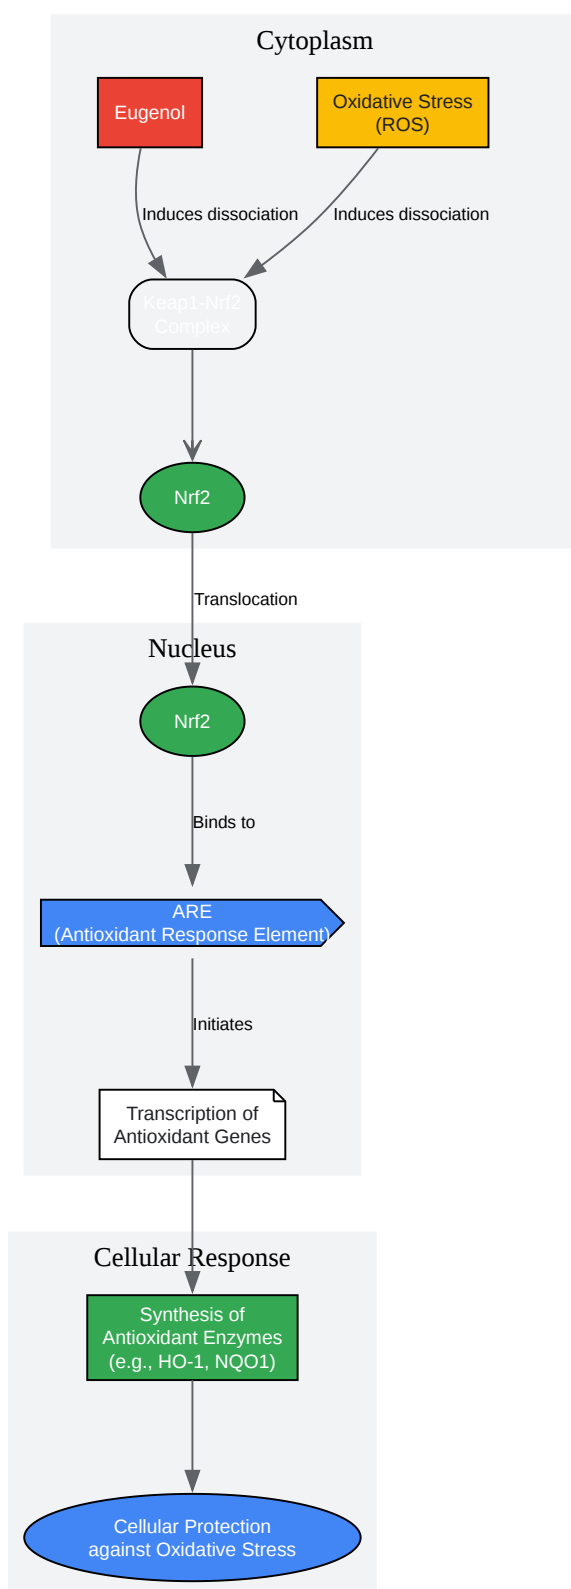 Cytoplasm
Eugenol
Oxidative Stress
(ROS)
Induces dissociation
Induces dissociation
Keap1-Nrf2
Complex
Nrf2
Translocation
Nucleus
Nrf2
Binds to
ARE
(Antioxidant Response Element)
Initiates
Transcription of
Antioxidant Genes
Cellular Response
Synthesis of
Antioxidant Enzymes
(e.g., HO-1, NQO1)
Cellular Protection
against Oxidative Stress